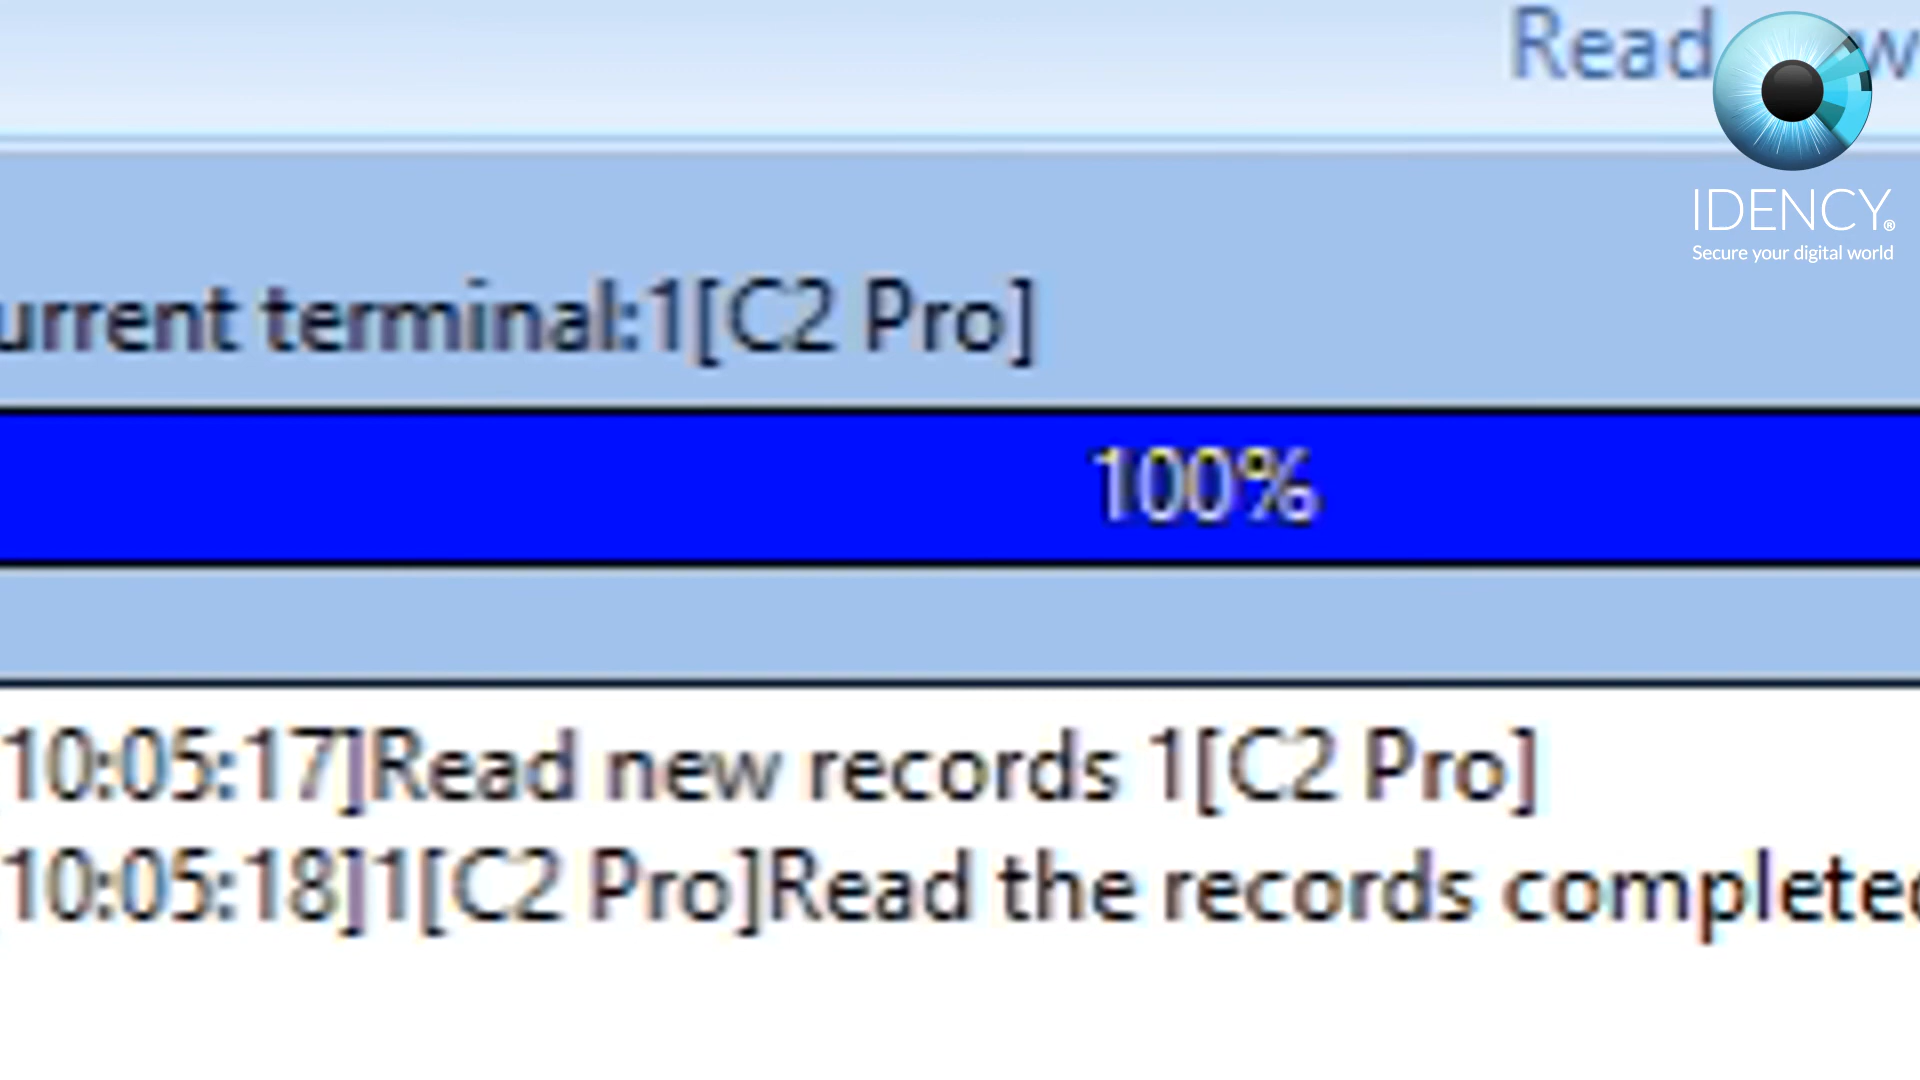 Read
IDENCY®
Secure your digital world
urrent terminal:1[C2 Pro]
100%
10:05:17]Read new records 1[C2 Pro]
10:05:18]1[C2 Pro]Read the records completed